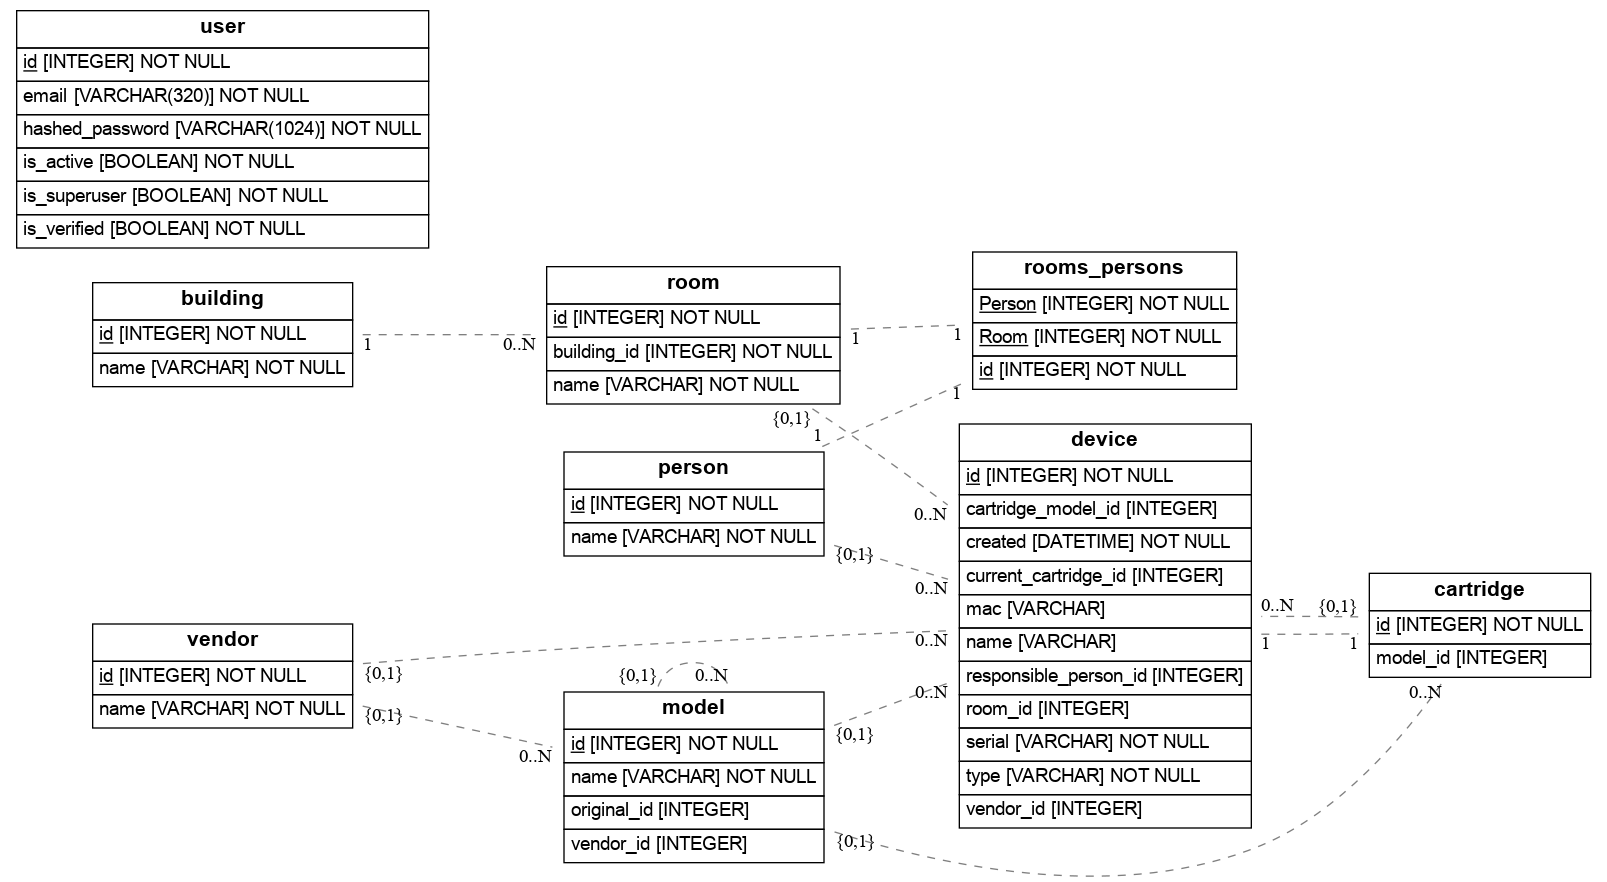 user
id [INTEGER] NOT NULL
email [VARCHAR(320)] NOT NULL
hashed_password [VARCHAR(1024)] NOT NULL
is_active [BOOLEAN] NOT NULL
is_superuser [BOOLEAN] NOT NULL
is_verified [BOOLEAN] NOT NULL
building
id [INTEGER] NOT NULL
name [VARCHAR] NOT NULL
1
0..N
room
id [INTEGER] NOT NULL
building_id [INTEGER] NOT NULL
name [VARCHAR] NOT NULL
1
1
rooms_persons
Person [INTEGER] NOT NULL
Room [INTEGER] NOT NULL
id [INTEGER] NOT NULL
{0,1}
1
1
0..N
person
id [INTEGER] NOT NULL
name [VARCHAR] NOT NULL
{0,1}
0..N
device
id [INTEGER] NOT NULL
cartridge_model_id [INTEGER]
created [DATETIME] NOT NULL
current_cartridge_id [INTEGER]
mac [VARCHAR]
name [VARCHAR]
responsible_person_id [INTEGER]
room_id [INTEGER]
serial [VARCHAR] NOT NULL
type [VARCHAR] NOT NULL
vendor_id [INTEGER]
0..N
{0,1}
1
1
cartridge
id [INTEGER] NOT NULL
model_id [INTEGER]
0..N
vendor
id [INTEGER] NOT NULL
name [VARCHAR] NOT NULL
{0,1}
0..N
{0,1}
0..N
{0,1}
0..N
model
id [INTEGER] NOT NULL
name [VARCHAR] NOT NULL
original_id [INTEGER]
vendor_id [INTEGER]
{0,1}
0..N
{0,1}